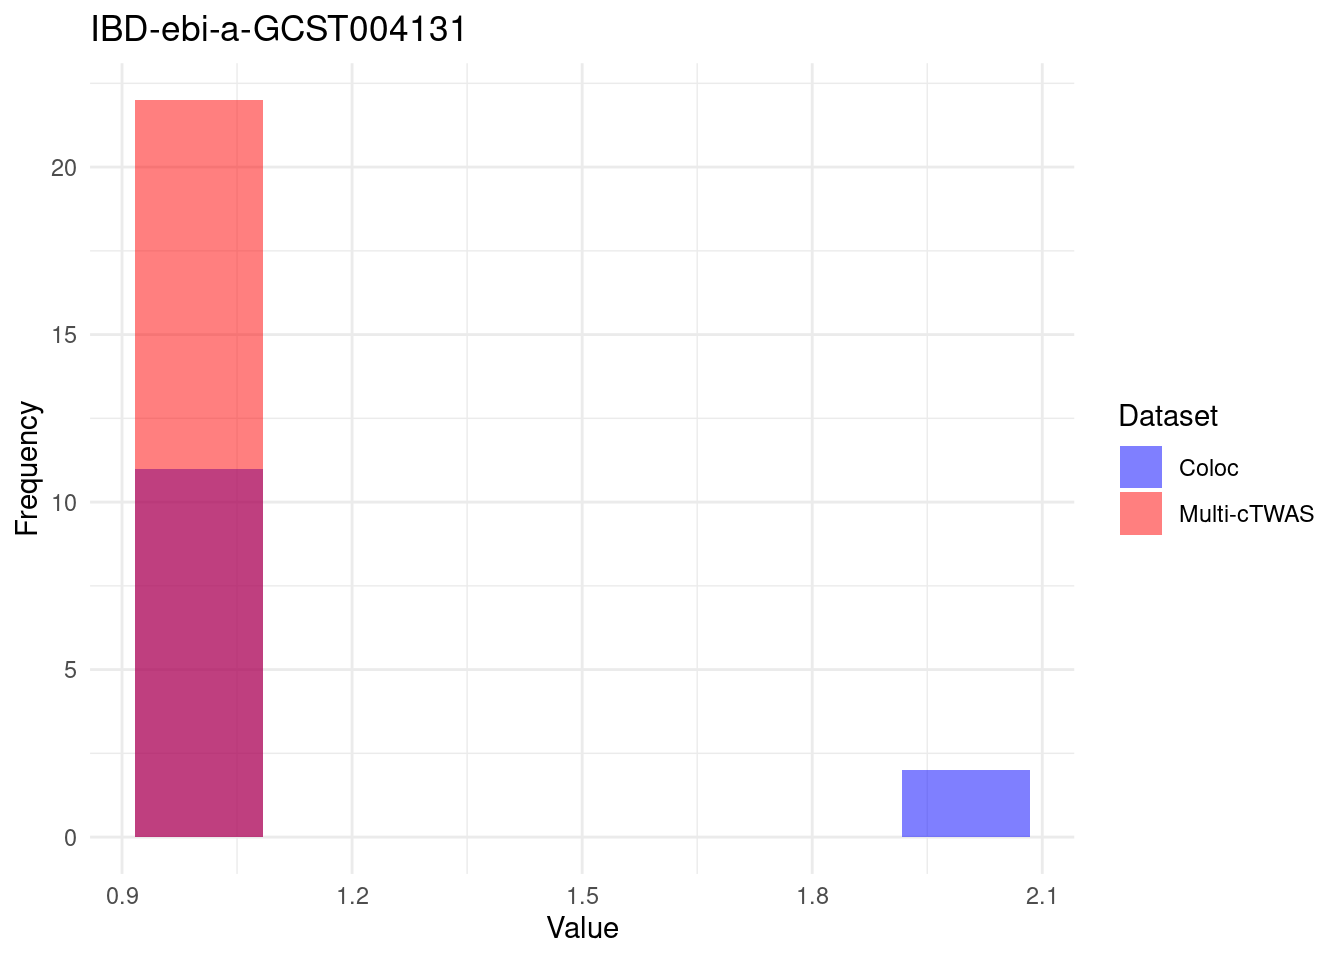 IBD-ebi-a-GCST004131
20
15
10
5
0
Frequency
0.9 1.2 1.5 1.8 2.1
Value
Dataset
Coloc
Multi-cTWAS